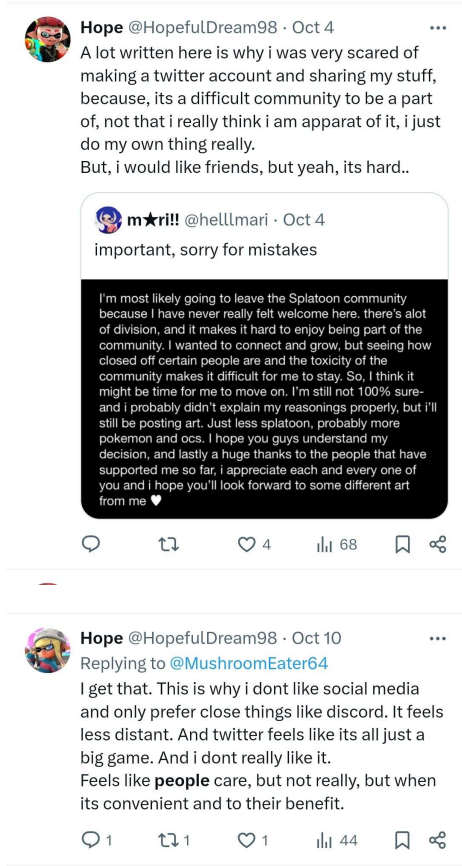 Hope @HopefulDream98 · Oct 4
A lot written here is why i was very scared of
making a twitter account and sharing my stuff,
because, its a difficult community to be a part
of, not that i really think i am apparat of it, i just
do my own thing really.
But, i would like friends, but yeah, its hard..
m★ri!! @helllmari · Oct 4
important, sorry for mistakes
I'm most likely going to leave the Splatoon community
because I have never really felt welcome here. there's alot
of division, and it makes it hard to enjoy being part of the
community. I wanted to connect and grow, but seeing how
closed off certain people are and the toxicity of the
community makes it difficult for me to stay. So, I think it
might be time for me to move on. I'm still not 100% sure-
and i probably didn't explain my reasonings properly, but i'll
still be posting art. Just less splatoon, probably more
pokemon and ocs. I hope you guys understand my
decision, and lastly a huge thanks to the people that have
supported me so far, i appreciate each and every one of
you and i hope you'll look forward to some different art
from me 🤍
4 68
Hope @HopefulDream98 · Oct 10
Replying to @MushroomEater64
I get that. This is why i dont like social media
and only prefer close things like discord. It feels
less distant. And twitter feels like its all just a
big game. And i dont really like it.
Feels like people care, but not really, but when
its convenient and to their benefit.
1 1 1 44